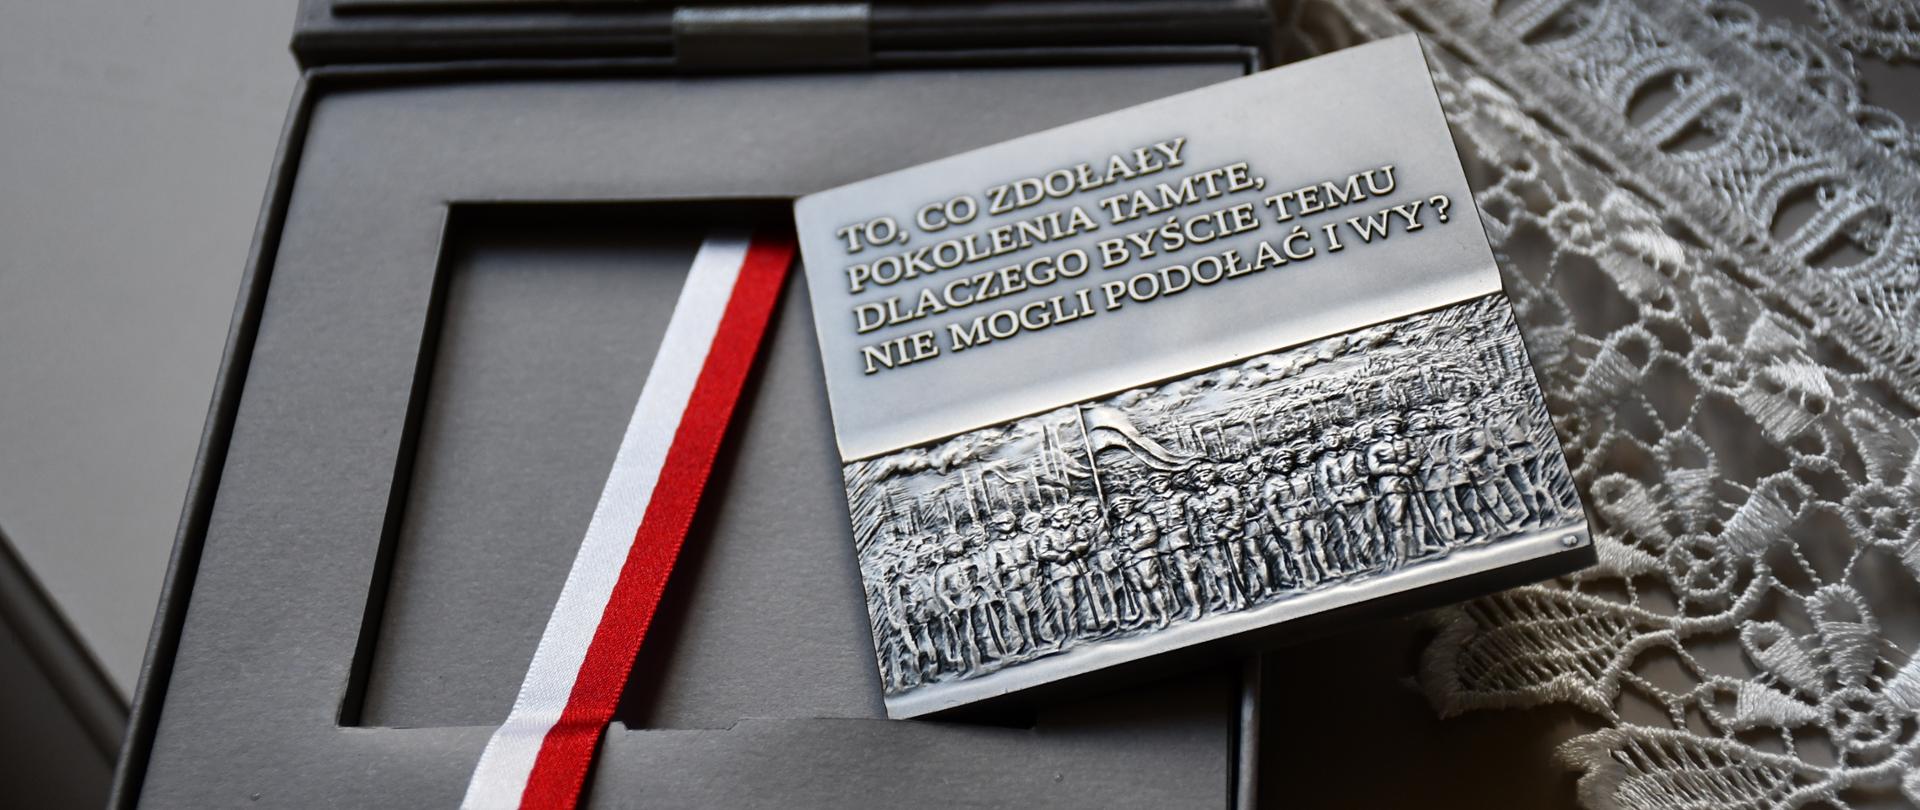 TO, CO ZDOŁAŁY
POKOLENIA TAMTE,
DLACZEGO BYŚCIE TEMU
NIE MOGLI PODOŁAĆ I WY?